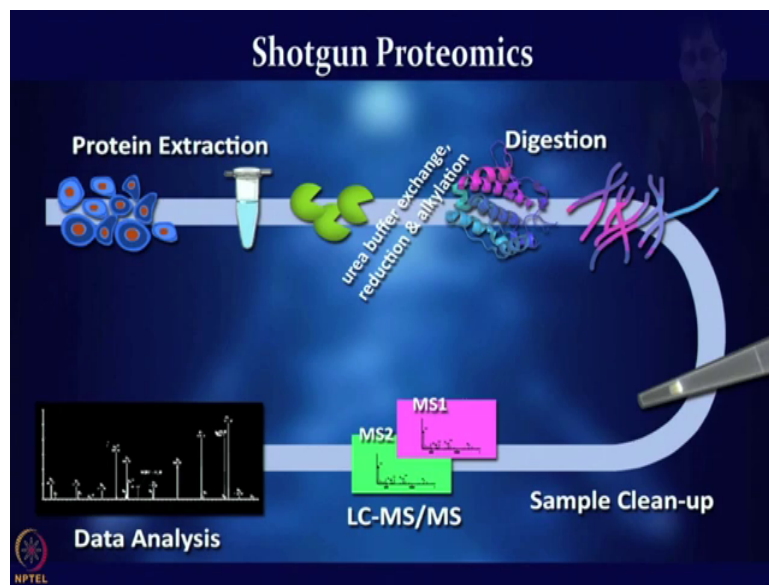 Shotgun Proteomics
Protein Extraction
urea buffer exchange,
reduction & alkylation
Digestion
MS1
MS2
LC-MS/MS
Sample Clean-up
Data Analysis
NPTEL